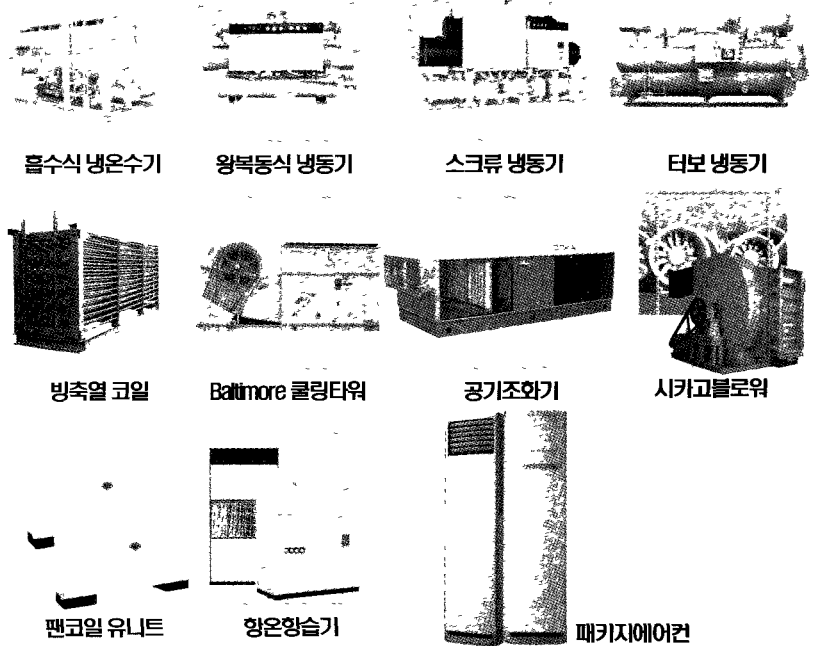 흡수식 냉온수기
왕복동식 냉동기
스크류 냉동기
터보 냉동기
빙축열 코일
Baltimore 쿨링타워
공기조화기
시카고블로워
팬코일 유니트
항온항습기
패키지에어컨